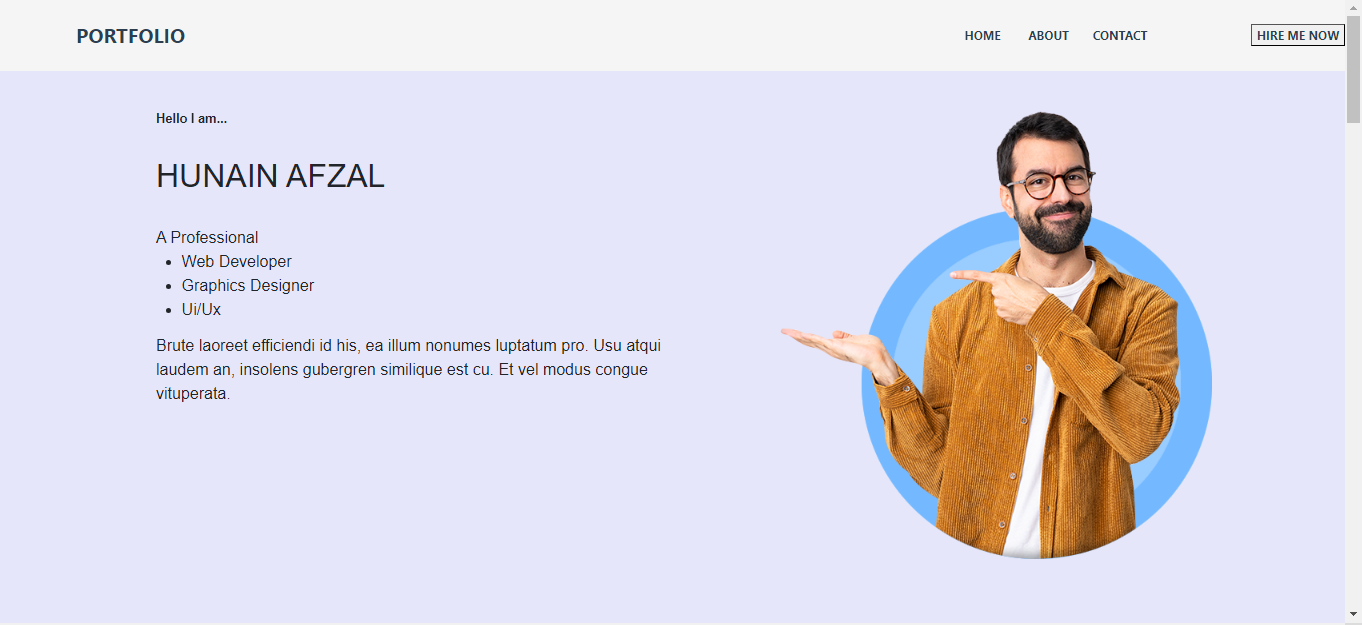 PORTFOLIO
HOME ABOUT CONTACT HIRE ME NOW
Hello I am...
HUNAIN AFZAL
A Professional
Web Developer
Graphics Designer
Ui/Ux
Brute laoreet efficiendi id his, ea illum nonumes luptatum pro. Usu atqui
laudem an, insolens gubergren similique est cu. Et vel modus congue
vituperata.